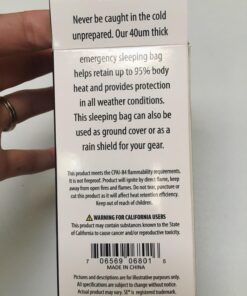 Never be caught in the cold
unprepared. Our 40um thick
emergency sleeping bag
helps retain up to 95% body
heat and provides protection
in all weather conditions.
This sleeping bag can also be
used as ground cover or as a
rain shield for your gear.
This product meets the CPAI-84 flammability requirements.
It is not fireproof. Product will ignite by direct flame, keep
away from open fires and flames. Do not tear, puncture or
cut this product as it will affect heat retention efficiency.
Keep out of reach of children.
⚠ WARNING FOR CALIFORNIA USERS
This product may contain substances known to the State
of California to cause cancer and/or reproductive toxicity.
7 06569 06801 5
MADE IN CHINA
Pictures and descriptions are for illustrative purposes only.
All specifications are subject to change without notice.
Actual product may vary. SE® is registered trademark